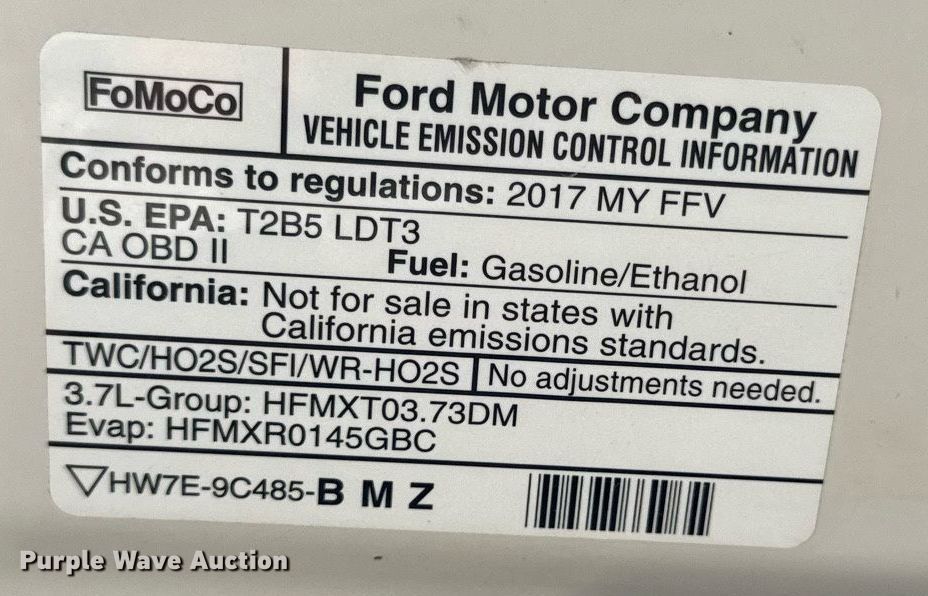 FoMoCo
Ford Motor Company
VEHICLE EMISSION CONTROL INFORMATION
Conforms to regulations: 2017 MY FFV
U.S. EPA: T2B5 LDT3
CA OBD II
Fuel: Gasoline/Ethanol
California: Not for sale in states with
California emissions standards.
TWC/HO2S/SFI/WR-HO2S
No adjustments needed.
3.7L-Group: HFMXT03.73DM
Evap: HFMXR0145GBC
HW7E-9C485-B M Z
Purple Wave Auction